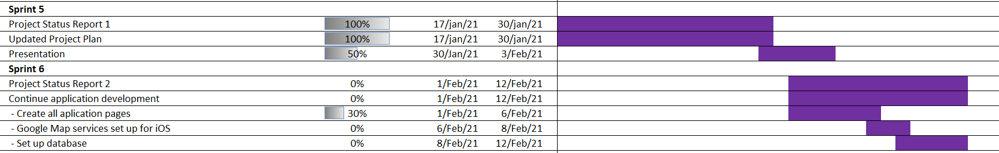 Sprint 5
Project Status Report 1 100% 17/jan/21 30/jan/21
Updated Project Plan 100% 17/jan/21 30/jan/21
Presentation 50% 30/Jan/21 3/Feb/21
Sprint 6
Project Status Report 2 0% 1/Feb/21 12/Feb/21
Continue application development 0% 1/Feb/21 12/Feb/21
- Create all aplication pages 30% 1/Feb/21 6/Feb/21
- Google Map services set up for iOS 0% 6/Feb/21 8/Feb/21
- Set up database 0% 8/Feb/21 12/Feb/21